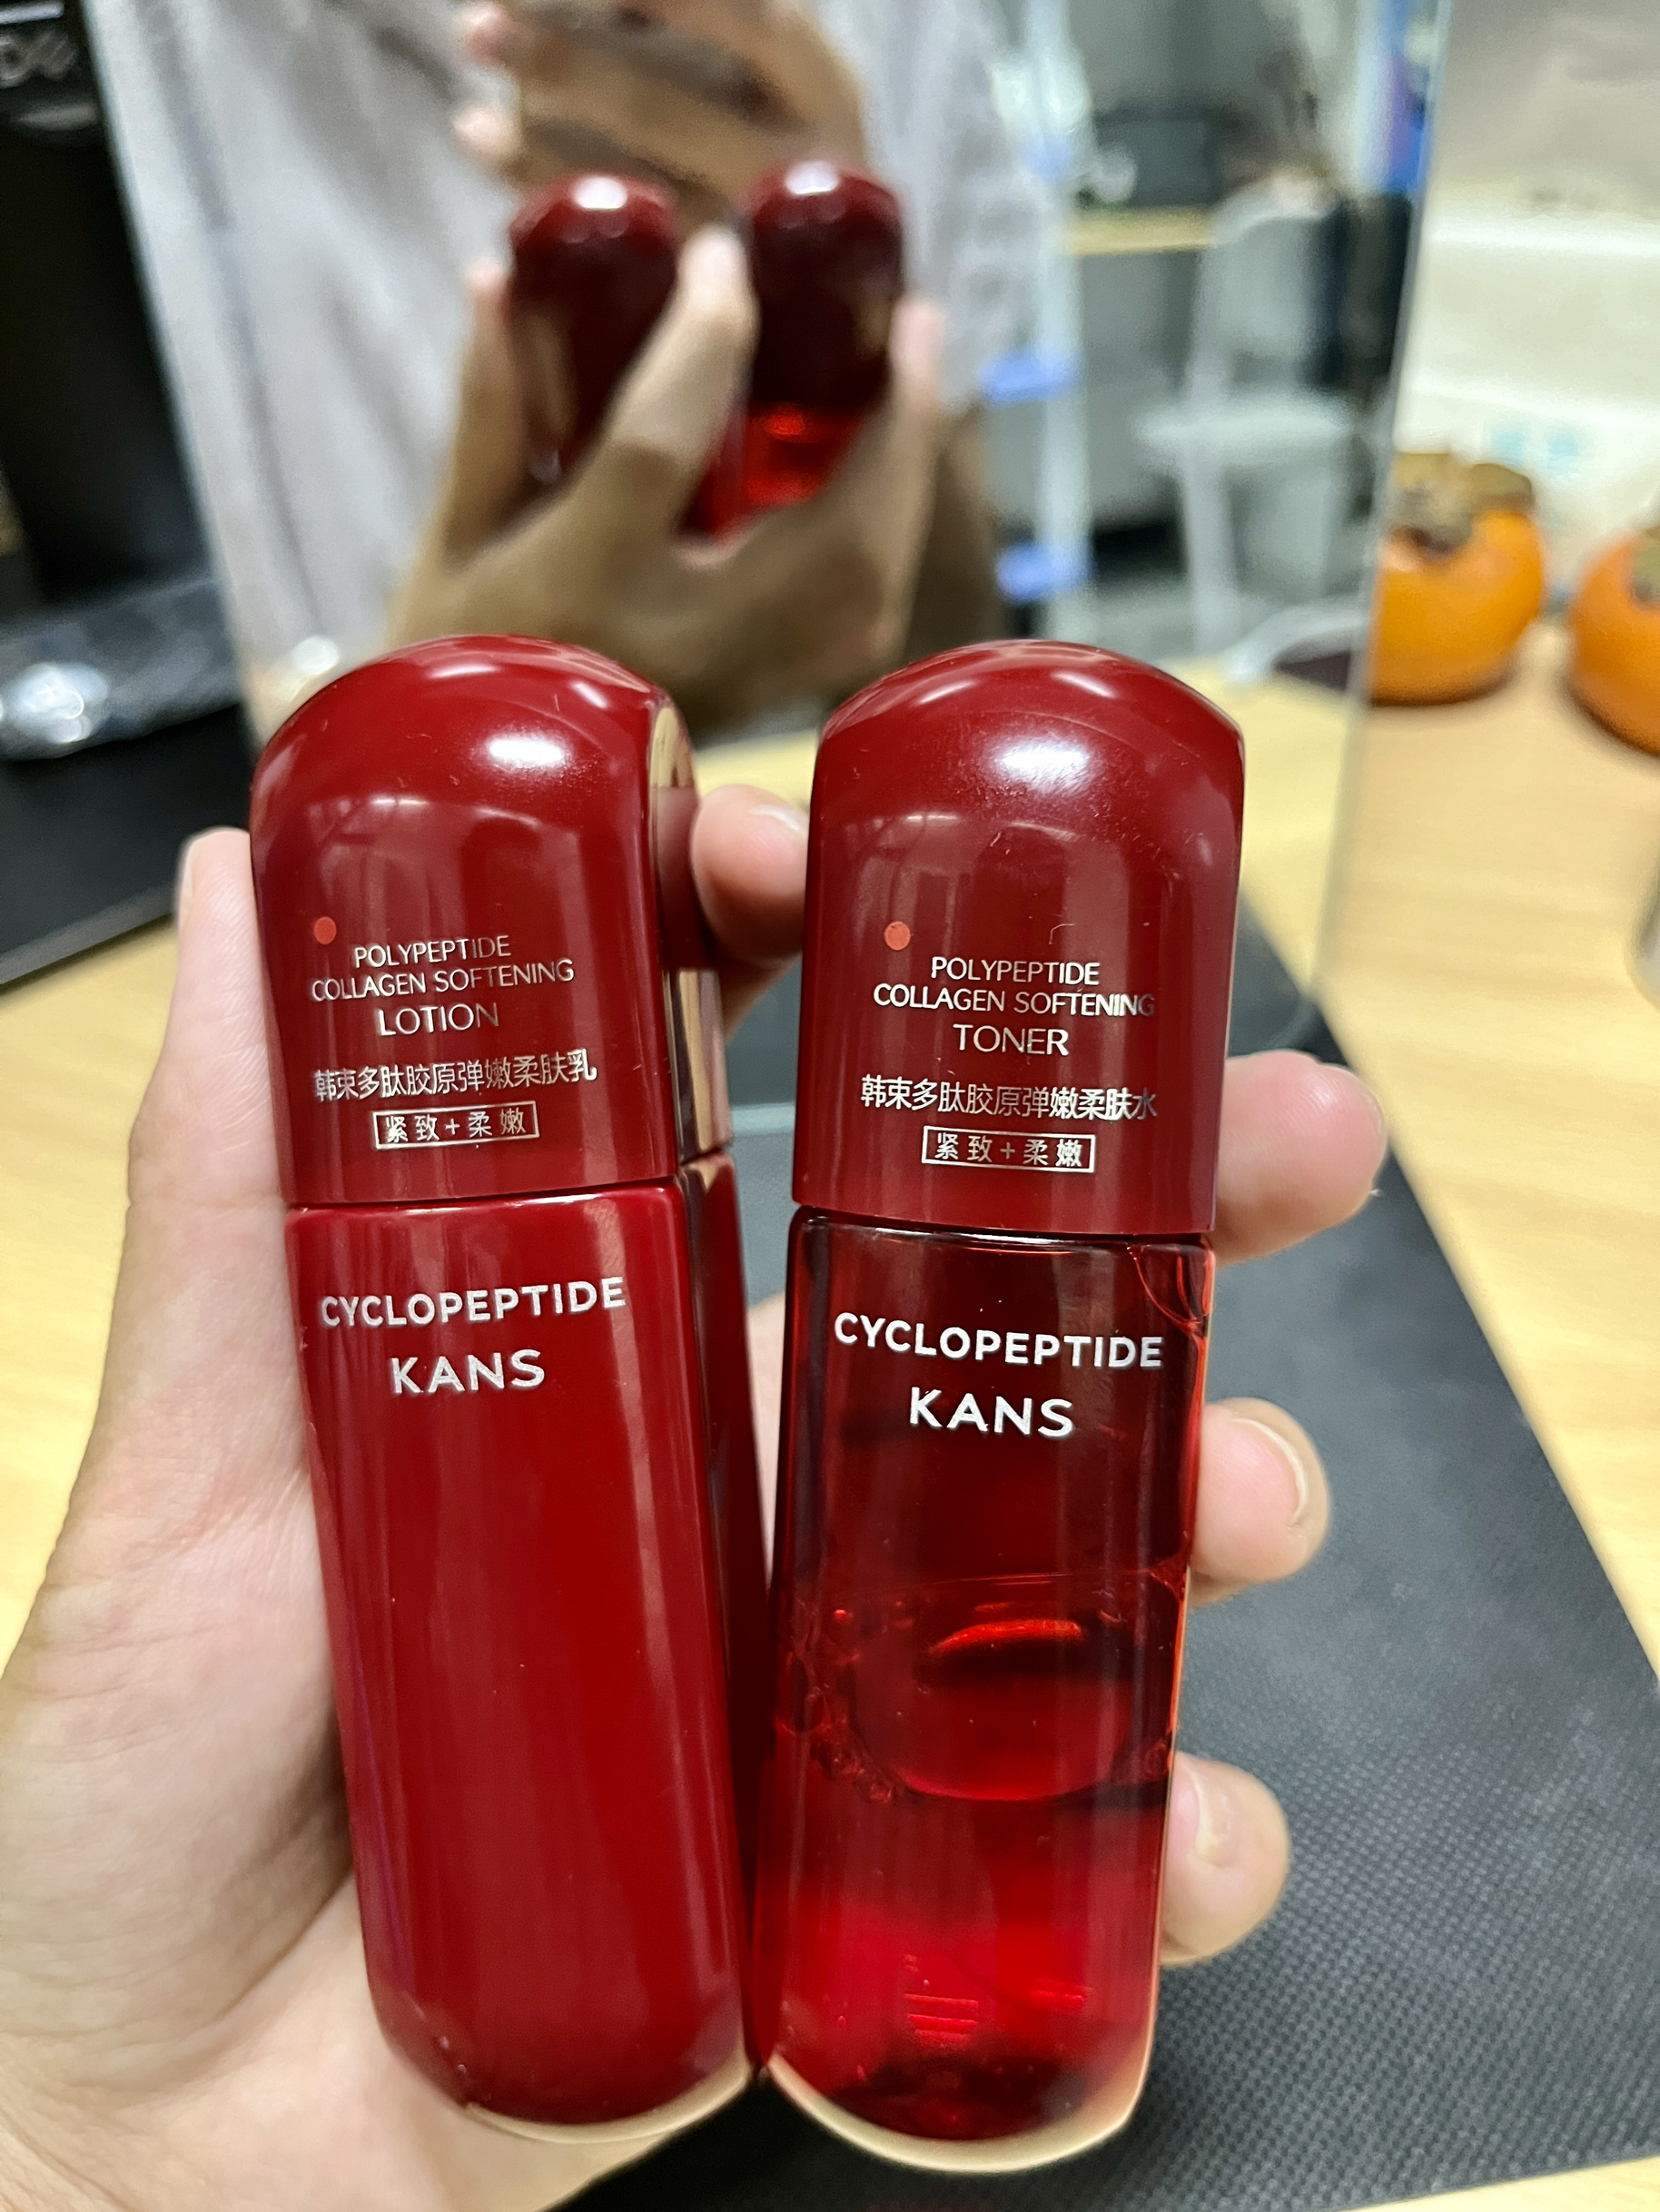 POLYPEPTIDE
COLLAGEN SOFTENING
LOTION
韩束多肽胶原弹嫩柔肤乳
紧致+柔嫩
CYCLOPEPTIDE
KANS
POLYPEPTIDE
COLLAGEN SOFTENING
TONER
韩束多肽胶原弹嫩柔肤水
紧致+柔嫩
CYCLOPEPTIDE
KANS